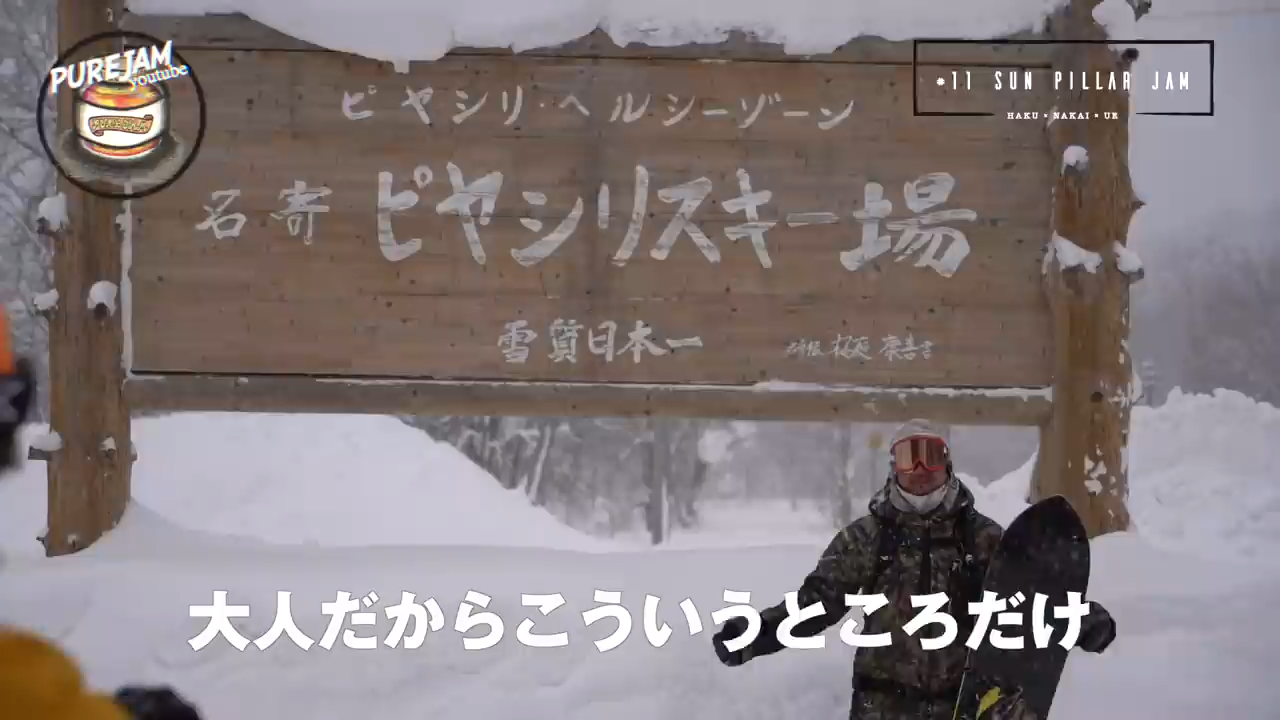 PUREJAM
youtube
#11 SUN PILLAR JAM
HAKU × NAKAI × UE
ピヤシリ・ヘルシーゾーン
名寄 ピヤシリスキー場
雪質日本一
大人だからこういうところだけ